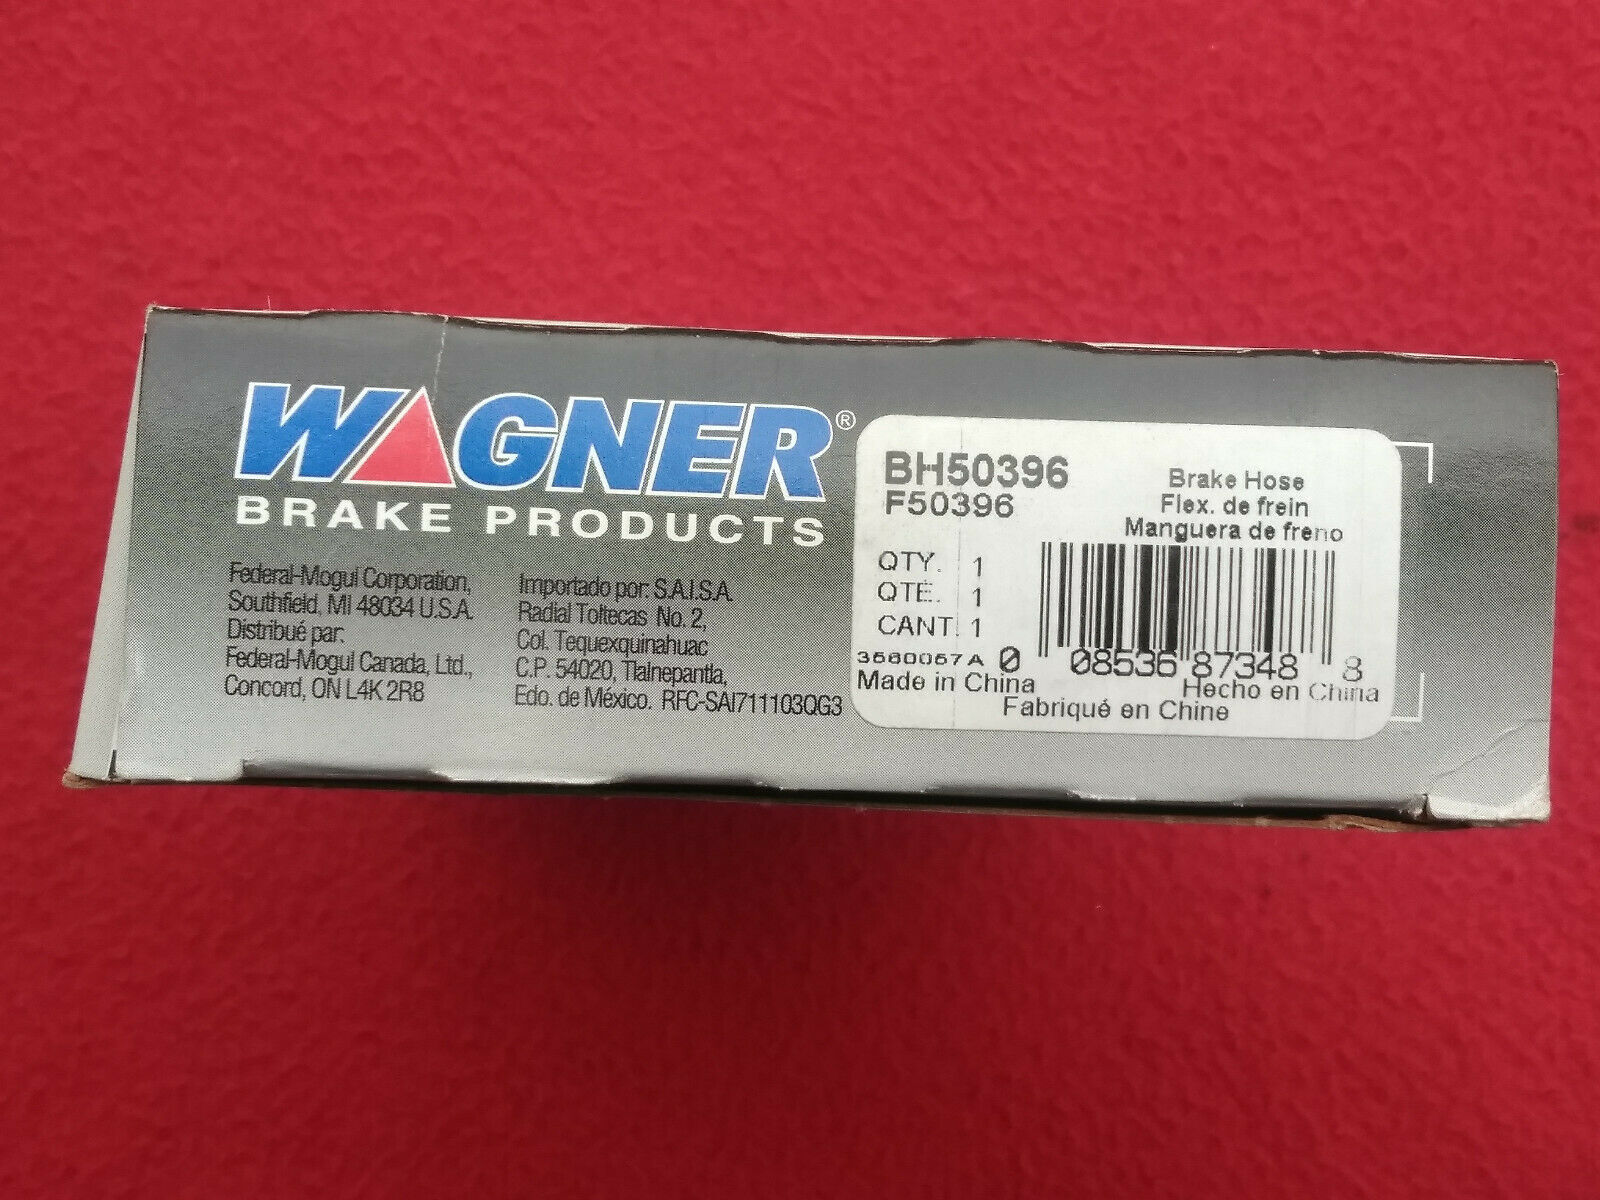 WAGNER®
BRAKE PRODUCTS
Federal-Mogul Corporation,
Southfield, MI 48034 U.S.A.
Distribué par:
Federal-Mogul Canada, Ltd.,
Concord, ON L4K 2R8
Importado por: S.A.I.S.A.
Radial Toltecas No. 2,
Col. Tequexquinahuac
C.P. 54020, Tlalnepantla,
Edo. de México. RFC-SAI711103QG3
BH50396
F50396
Brake Hose
Flex. de frein
Manguera de freno
QTY. 1
QTE. 1
CANT. 1
3580057A
0 08536 87348 8
Made in China
Hecho en China
Fabriqué en Chine